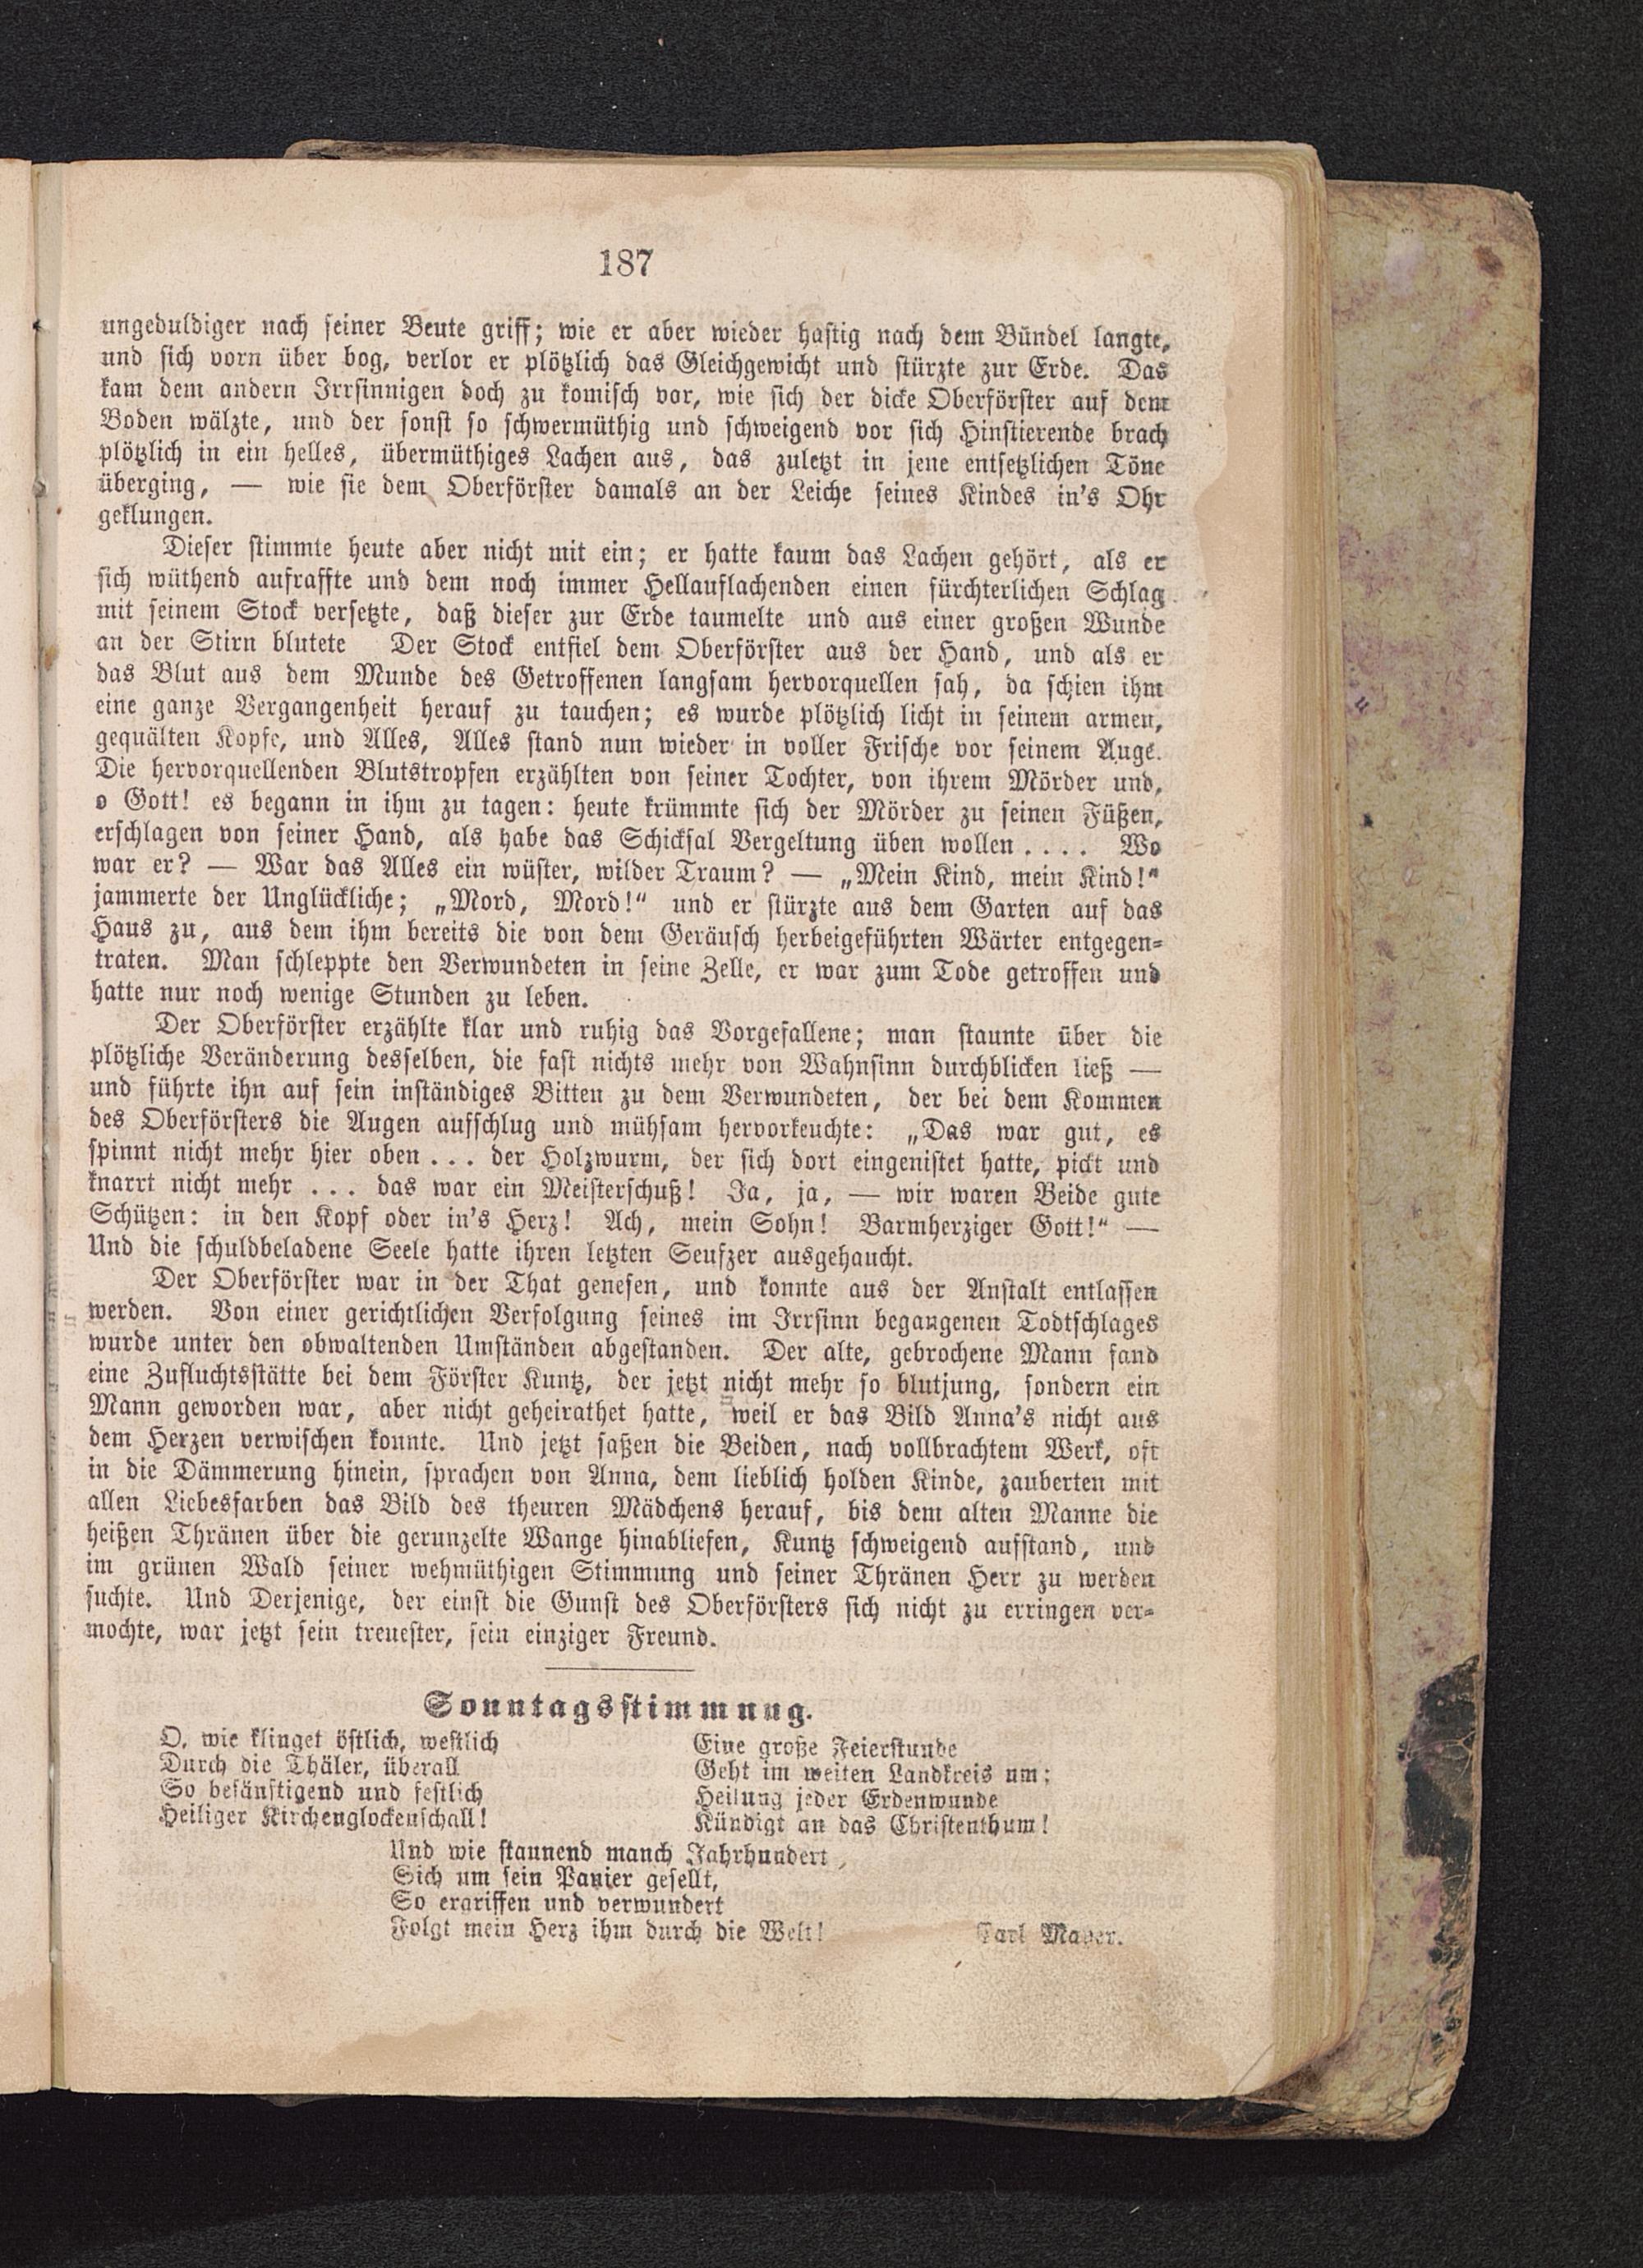 187
ungeduldiger nach seiner Beute griff; wie er aber wieder hastig nach dem Bündel langte,
und sich vorn über bog, verlor er plötzlich das Gleichgewicht und stürzte zur Erde. Das
kam dem andern Irrsinnigen doch zu komisch vor, wie sich der dicke Oberförster auf dem
Boden wälzte, und der sonst so schwermüthig und schweigend vor sich Hinstierende brach
plötzlich in ein helles, übermüthiges Lachen aus, das zuletzt in jene entsetzlichen Töne
überging, — wie sie dem Oberförster damals an der Leiche seines Kindes in's Ohr
geklungen.
Dieser stimmte heute aber nicht mit ein; er hatte kaum das Lachen gehört, als er
sich wüthend aufraffte und dem noch immer Hellauflachenden einen fürchterlichen Schlag
mit seinem Stock versetzte, daß dieser zur Erde taumelte und aus einer großen Wunde
an der Stirn blutete Der Stock entfiel dem Oberförster aus der Hand, und als er
das Blut aus dem Munde des Getroffenen langsam hervorquellen sah, da schien ihm
eine ganze Vergangenheit herauf zu tauchen; es wurde plötzlich licht in seinem armen,
gequälten Kopfe, und Alles, Alles stand nun wieder in voller Frische vor seinem Auge.
Die hervorquellenden Blutstropfen erzählten von seiner Tochter, von ihrem Mörder und,
o Gott! es begann in ihm zu tagen: heute krümmte sich der Mörder zu seinen Füßen,
erschlagen von seiner Hand, als habe das Schicksal Vergeltung üben wollen.... Wo
war er? — War das Alles ein wüster, wilder Traum? — „Mein Kind, mein Kind!“
jammerte der Unglückliche; „Mord, Mord!“ und er stürzte aus dem Garten auf das
Haus zu, aus dem ihm bereits die von dem Geräusch herbeigeführten Wärter entgegen-
traten. Man schleppte den Verwundeten in seine Zelle, er war zum Tode getroffen und
hatte nur noch wenige Stunden zu leben.
Der Oberförster erzählte klar und ruhig das Vorgefallene; man staunte über die
plötzliche Veränderung desselben, die fast nichts mehr von Wahnsinn durchblicken ließ —
und führte ihn auf sein inständiges Bitten zu dem Verwundeten, der bei dem Kommen
des Oberförsters die Augen aufschlug und mühsam hervorkeuchte: „Das war gut, es
spinnt nicht mehr hier oben... der Holzwurm, der sich dort eingenistet hatte, pickt und
knarrt nicht mehr ... das war ein Meisterschuß! Ja, ja, — wir waren Beide gute
Schützen: in den Kopf oder in's Herz! Ach, mein Sohn! Barmherziger Gott!“ —
Und die schuldbeladene Seele hatte ihren letzten Seufzer ausgehaucht.
Der Oberförster war in der That genesen, und konnte aus der Anstalt entlassen
werden. Von einer gerichtlichen Verfolgung seines im Irrsinn begangenen Todtschlages
wurde unter den obwaltenden Umständen abgestanden. Der alte, gebrochene Mann fand
eine Zufluchtsstätte bei dem Förster Kuntz, der jetzt nicht mehr so blutjung, sondern ein
Mann geworden war, aber nicht geheirathet hatte, weil er das Bild Anna's nicht aus
dem Herzen verwischen konnte. Und jetzt saßen die Beiden, nach vollbrachtem Werk, oft
in die Dämmerung hinein, sprachen von Anna, dem lieblich holden Kinde, zauberten mit
allen Liebesfarben das Bild des theuren Mädchens herauf, bis dem alten Manne die
heißen Thränen über die gerunzelte Wange hinabliefen, Kuntz schweigend aufstand, und
im grünen Wald seiner wehmüthigen Stimmung und seiner Thränen Herr zu werden
suchte. Und Derjenige, der einst die Gunst des Oberförsters sich nicht zu erringen ver-
mochte, war jetzt sein treuester, sein einziger Freund.
Sonntagsstimmung.
O, wie klinget östlich, westlich
Durch die Thäler, überall
So besänftigend und festlich
Heiliger Kirchenglockenschall!
Eine große Feierstunde
Geht im weiten Landkreis um;
Heilung jeder Erdenwunde
Kündigt an das Christenthum!
Und wie staunend manch Jahrhundert
Sich um sein Panier gesellt,
So ergriffen und verwundert
Folgt mein Herz ihm durch die Welt!
Carl Mayer.